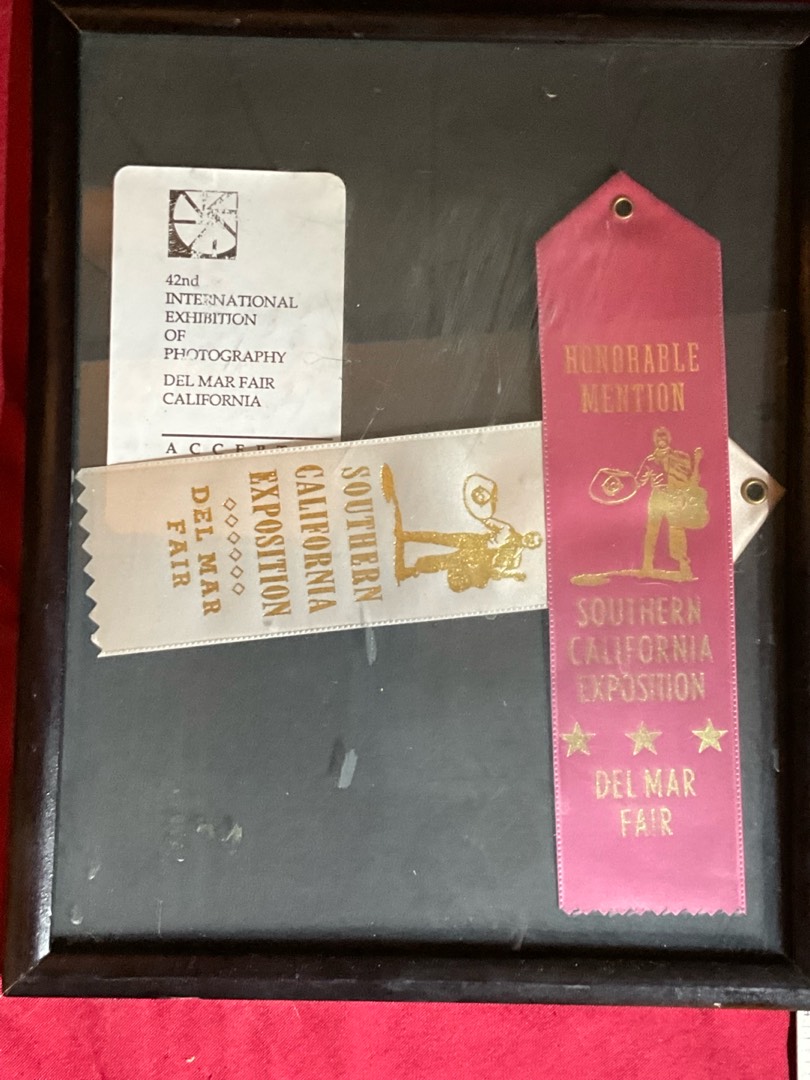 42nd
INTERNATIONAL
EXHIBITION
OF
PHOTOGRAPHY
DEL MAR FAIR
CALIFORNIA
SOUTHERN
CALIFORNIA
EXPOSITION
DEL MAR
FAIR
HONORABLE
MENTION
SOUTHERN
CALIFORNIA
EXPOSITION
DEL MAR
FAIR